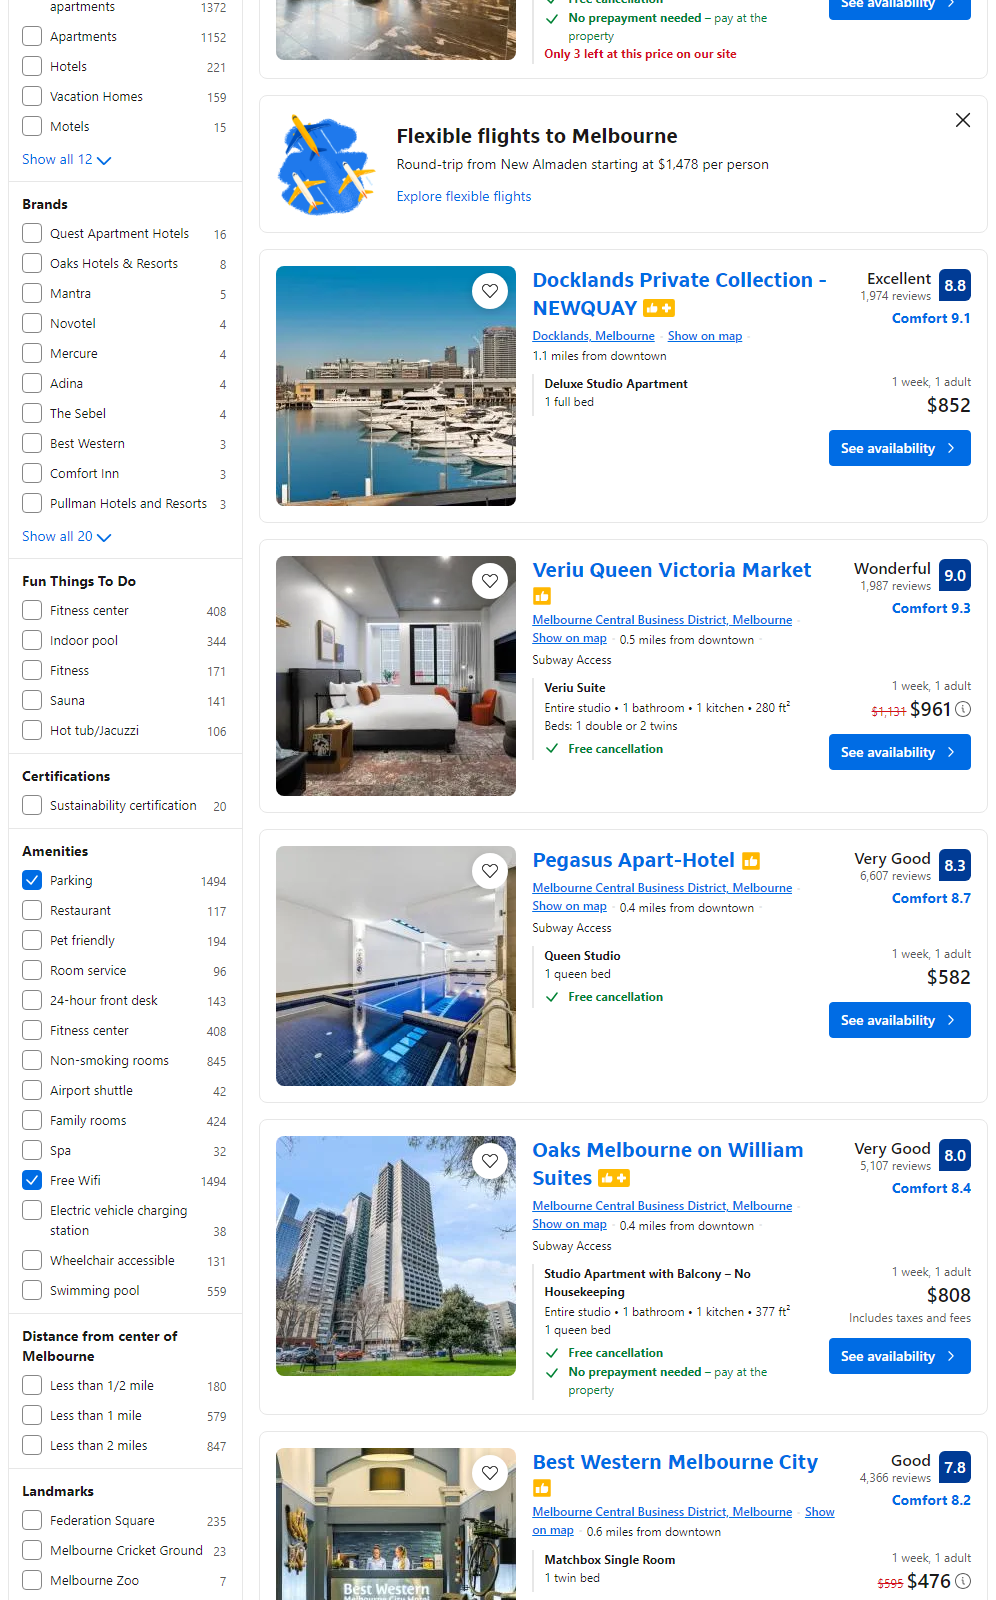 apartments 1372
Apartments 1152
Hotels 221
Vacation Homes 159
Motels 15
Show all 12
Brands
Quest Apartment Hotels 16
Oaks Hotels & Resorts 8
Mantra 5
Novotel 4
Mercure 4
Adina 4
The Sebel 4
Best Western 3
Comfort Inn 3
Pullman Hotels and Resorts 3
Show all 20
Fun Things To Do
Fitness center 408
Indoor pool 344
Fitness 171
Sauna 141
Hot tub/Jacuzzi 106
Certifications
Sustainability certification 20
Amenities
Parking 1494
Restaurant 117
Pet friendly 194
Room service 96
24-hour front desk 143
Fitness center 408
Non-smoking rooms 845
Airport shuttle 42
Family rooms 424
Spa 32
Free Wifi 1494
Electric vehicle charging
station 38
Wheelchair accessible 131
Swimming pool 559
Distance from center of
Melbourne
Less than 1/2 mile 180
Less than 1 mile 579
Less than 2 miles 847
Landmarks
Federation Square 235
Melbourne Cricket Ground 23
Melbourne Zoo 7
Free cancellation
See availability
No prepayment needed – pay at the
property
Only 3 left at this price on our site
Flexible flights to Melbourne
Round-trip from New Almaden starting at $1,478 per person
Explore flexible flights
Docklands Private Collection -
NEWQUAY
Excellent 8.8
1,974 reviews
Comfort 9.1
Docklands, Melbourne · Show on map ·
1.1 miles from downtown
Deluxe Studio Apartment
1 full bed
1 week, 1 adult
$852
See availability
Veriu Queen Victoria Market
Wonderful 9.0
1,987 reviews
Comfort 9.3
Melbourne Central Business District, Melbourne ·
Show on map · 0.5 miles from downtown ·
Subway Access
Veriu Suite
Entire studio • 1 bathroom • 1 kitchen • 280 ft²
Beds: 1 double or 2 twins
Free cancellation
1 week, 1 adult
$1,131 $961
See availability
Pegasus Apart-Hotel
Very Good 8.3
6,607 reviews
Comfort 8.7
Melbourne Central Business District, Melbourne ·
Show on map · 0.4 miles from downtown ·
Subway Access
Queen Studio
1 queen bed
Free cancellation
1 week, 1 adult
$582
See availability
Oaks Melbourne on William
Suites
Very Good 8.0
5,107 reviews
Comfort 8.4
Melbourne Central Business District, Melbourne ·
Show on map · 0.4 miles from downtown ·
Subway Access
Studio Apartment with Balcony – No
Housekeeping
Entire studio • 1 bathroom • 1 kitchen • 377 ft²
1 queen bed
Free cancellation
No prepayment needed – pay at the
property
1 week, 1 adult
$808
Includes taxes and fees
See availability
Best Western Melbourne City
Good 7.8
4,366 reviews
Comfort 8.2
Melbourne Central Business District, Melbourne · Show
on map · 0.6 miles from downtown
Matchbox Single Room
1 twin bed
1 week, 1 adult
$595 $476
Best Western
Melbourne City Hotel